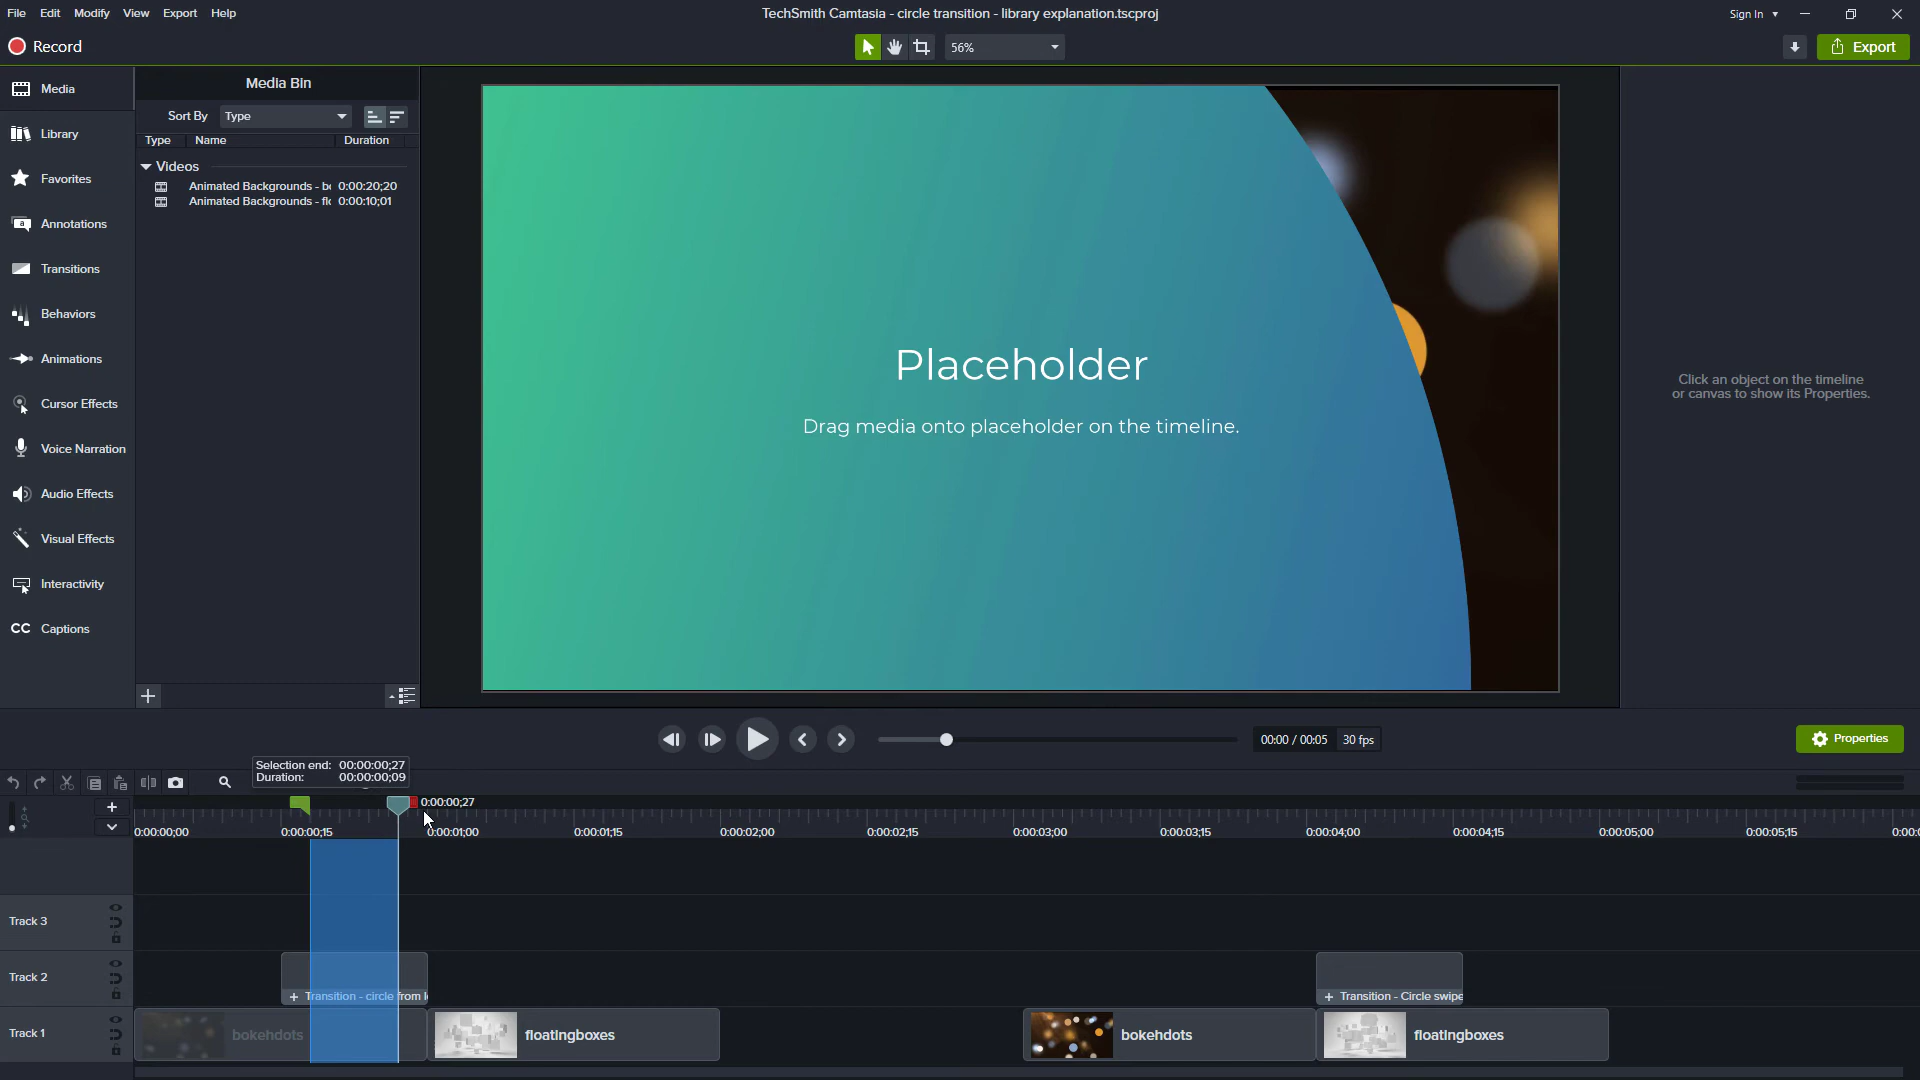 File Edit Modify View Export Help
TechSmith Camtasia - circle transition - library explanation.tscproj
Sign In
Record
56%
Export
Media
Library
Favorites
Annotations
Transitions
Behaviors
Animations
Cursor Effects
Voice Narration
Audio Effects
Visual Effects
Interactivity
CC Captions
Media Bin
Sort By Type
Type Name Duration
Videos
Animated Backgrounds - bo 0:00:20;20
Animated Backgrounds - flo 0:00:10;01
Placeholder
Drag media onto placeholder on the timeline.
Click an object on the timeline
or canvas to show its Properties.
00:00 / 00:05 30 fps
Properties
Selection end: 00:00:00;27
Duration: 00:00:00;09
0:00:00;27
0:00:00;00 0:00:00;15 0:00:01;00 0:00:01;15 0:00:02;00 0:00:02;15 0:00:03;00 0:00:03;15 0:00:04;00 0:00:04;15 0:00:05;00 0:00:05;15 0:00:0
Track 3
Track 2
+ Transition - circle from l
+ Transition - Circle swipe
Track 1
bokehdots
floatingboxes
bokehdots
floatingboxes